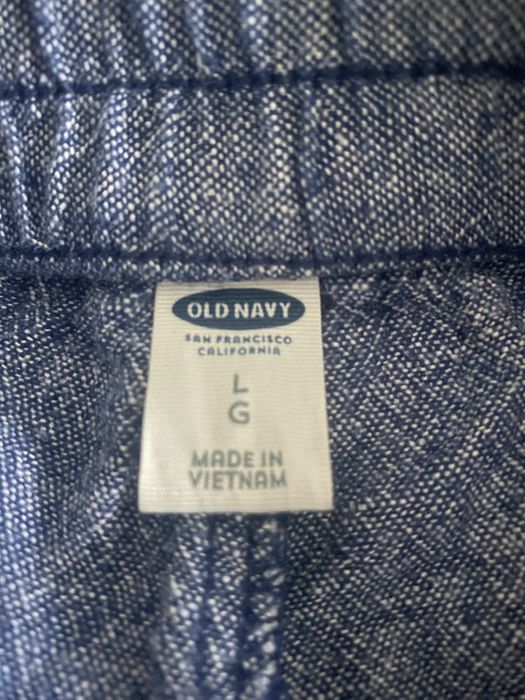 OLD NAVY
SAN FRANCISCO
CALIFORNIA
L
G
MADE IN
VIETNAM